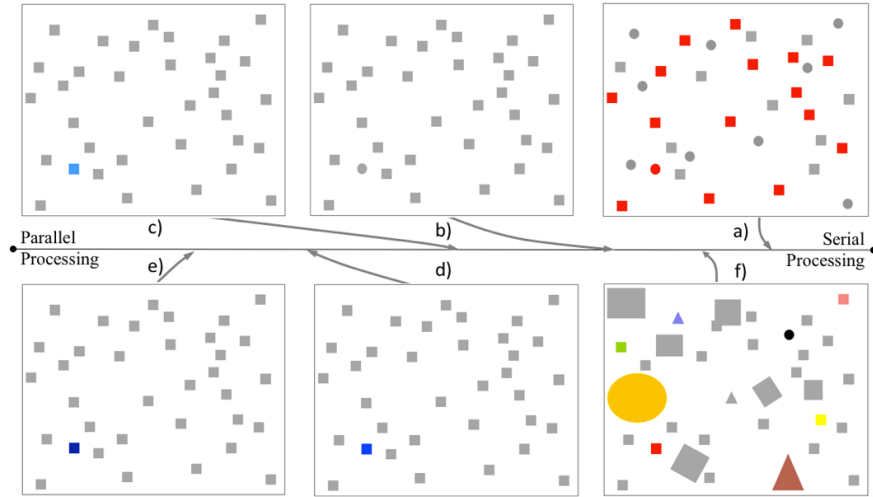 c)
b)
a)
Parallel
Processing
Serial
Processing
e)
d)
f)